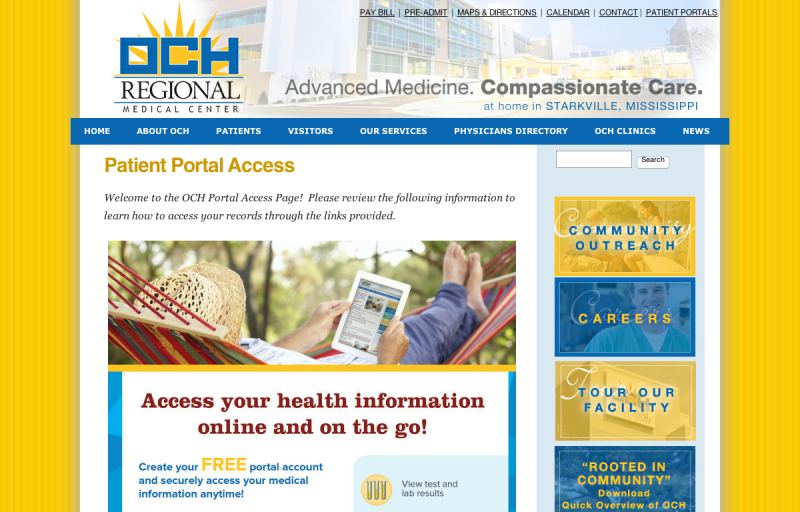 PAY BILL | PRE-ADMIT | MAPS & DIRECTIONS | CALENDAR | CONTACT | PATIENT PORTALS
OCH
REGIONAL
MEDICAL CENTER
Advanced Medicine. Compassionate Care.
at home in STARKVILLE, MISSISSIPPI
HOME ABOUT OCH PATIENTS VISITORS OUR SERVICES PHYSICIANS DIRECTORY OCH CLINICS NEWS
Patient Portal Access
Search
Welcome to the OCH Portal Access Page! Please review the following information to
learn how to access your records through the links provided.
OCH
Access your health information
online and on the go!
Create your FREE portal account
and securely access your medical
information anytime!
View test and
lab results
COMMUNITY
OUTREACH
CAREERS
TOUR OUR
FACILITY
“ROOTED IN
COMMUNITY”
Download
Quick Overview of OCH